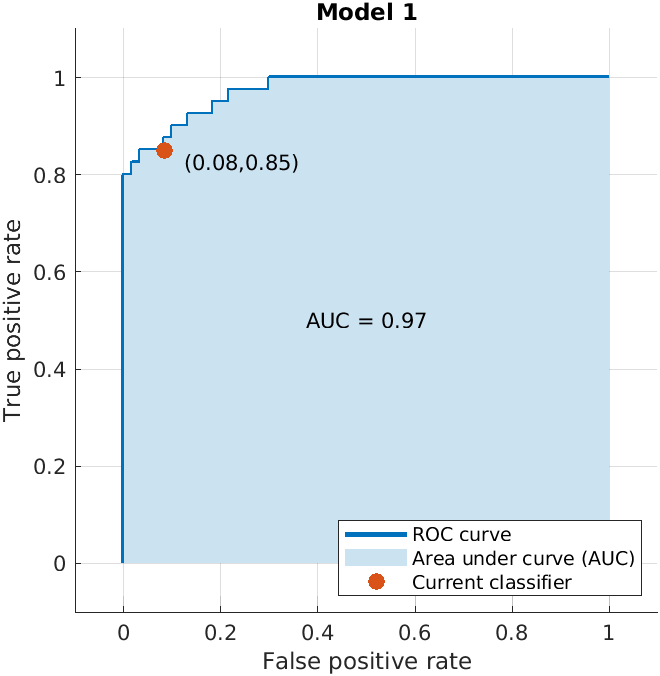 Model 1
True positive rate
1
0.8
0.6
0.4
0.2
0
(0.08,0.85)
AUC = 0.97
ROC curve
Area under curve (AUC)
Current classifier
0 0.2 0.4 0.6 0.8 1
False positive rate